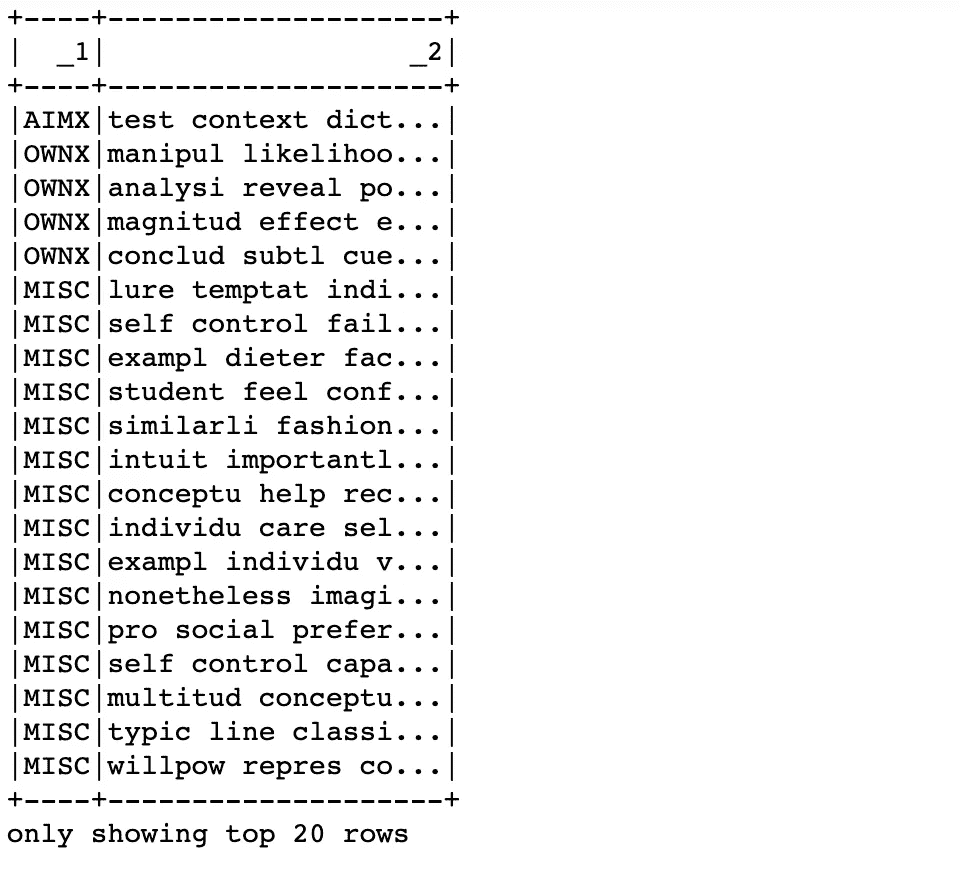 +----+--------------------+
|  _1|                  _2|
+----+--------------------+
|AIMX|test context dict...|
|OWNX|manipul likelihoo...|
|OWNX|analysi reveal po...|
|OWNX|magnitud effect e...|
|OWNX|conclud subtl cue...|
|MISC|lure temptat indi...|
|MISC|self control fail...|
|MISC|exampl dieter fac...|
|MISC|student feel conf...|
|MISC|similarli fashion...|
|MISC|intuit importantl...|
|MISC|conceptu help rec...|
|MISC|individu care sel...|
|MISC|exampl individu v...|
|MISC|nonetheless imagi...|
|MISC|pro social prefer...|
|MISC|self control capa...|
|MISC|multitud conceptu...|
|MISC|typic line classi...|
|MISC|willpow repres co...|
+----+--------------------+
only showing top 20 rows